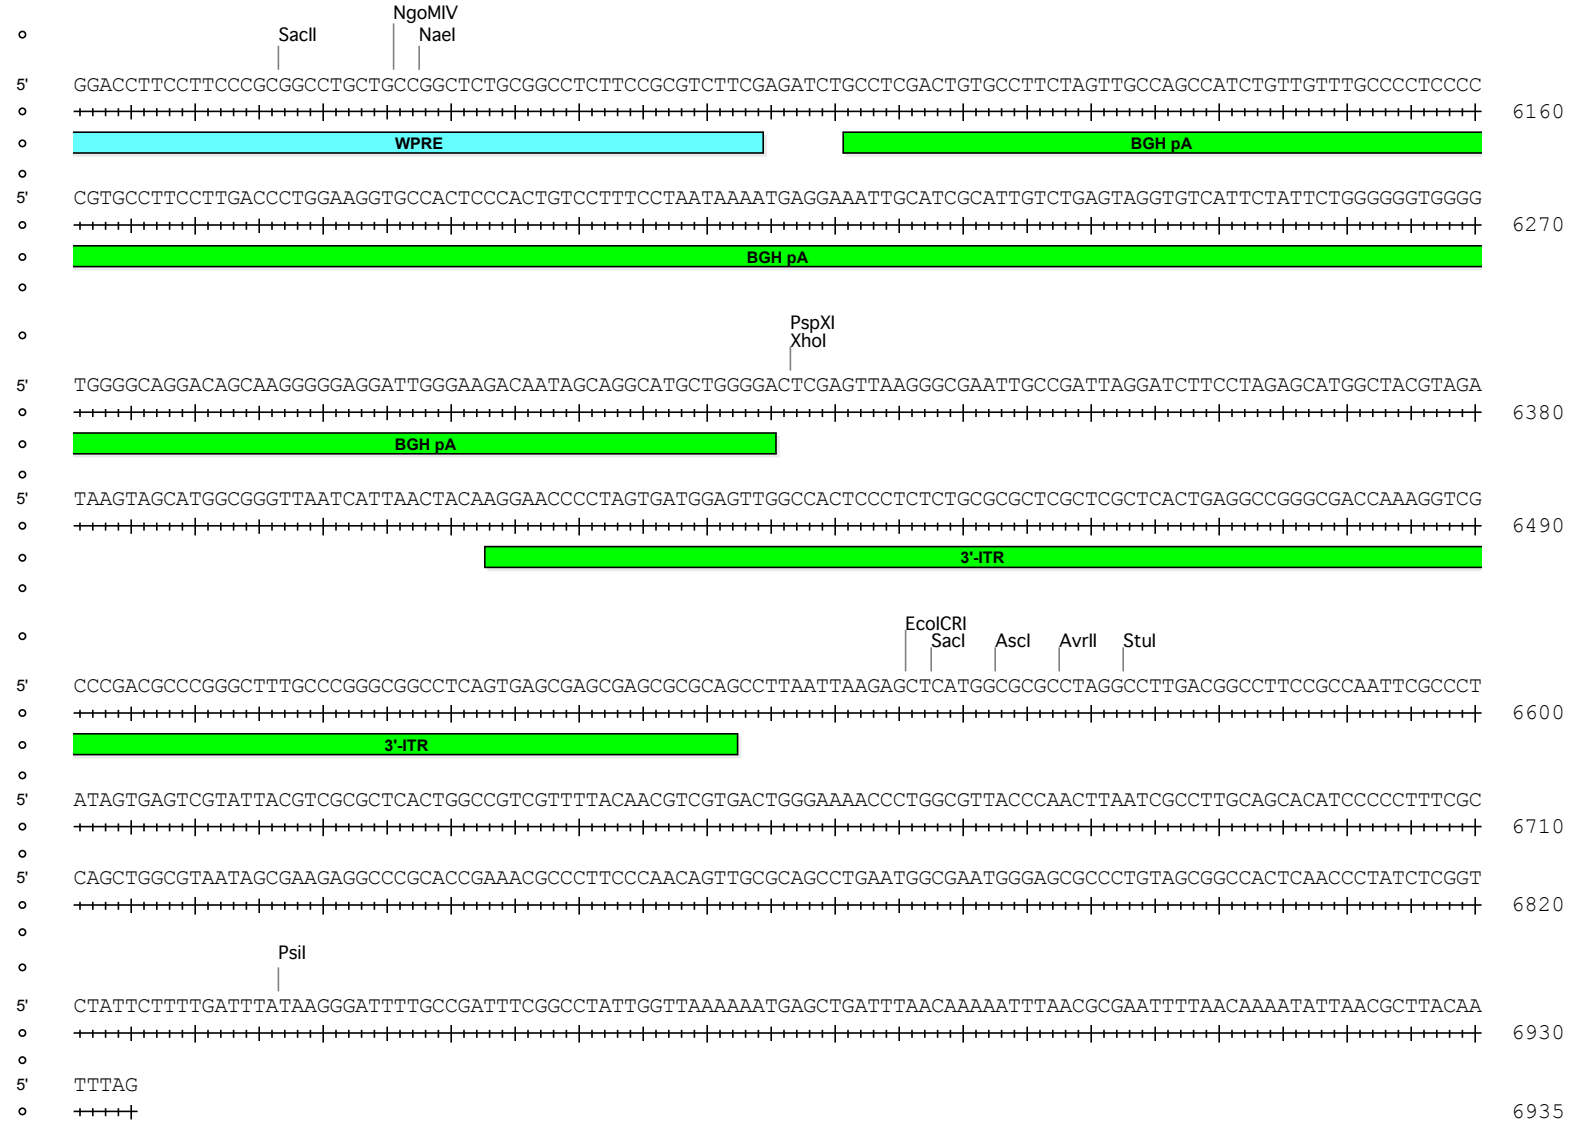 NgoMIV
SacII NaeI
5' GGACCTTCCTTCCCGCGGCCTGCTGCCGGCTCTGCGGCCTCTTCCGCGTCTTCGAGATCTGCCTCGACTGTGCCTTCTAGTTGCCAGCCATCTGTTGTTTGCCCCTCCCC
6160
WPRE BGH pA
5' CGTGCCTTCCTTGACCCTGGAAGGTGCCACTCCCACTGTCCTTTCCTAATAAAATGAGGAAATTGCATCGCATTGTCTGAGTAGGTGTCATTCTATTCTGGGGGGTGGGG
6270
BGH pA
PspXI
XhoI
5' TGGGGCAGGACAGCAAGGGGGAGGATTGGGAAGACAATAGCAGGCATGCTGGGGACTCGAGTTAAGGGCGAATTGCCGATTAGGATCTTCCTAGAGCATGGCTACGTAGA
6380
BGH pA
5' TAAGTAGCATGGCGGGTTAATCATTAACTACAAGGAACCCCTAGTGATGGAGTTGGCCACTCCCTCTCTGCGCGCTCGCTCGCTCACTGAGGCCGGGCGACCAAAGGTCG
6490
3'-ITR
EcoICRI
SacI AscI AvrII StuI
5' CCCGACGCCCGGGCTTTGCCCGGGCGGCCTCAGTGAGCGAGCGAGCGCGCAGCCTTAATTAAGAGCTCATGGCGCGCCTAGGCCTTGACGGCCTTCCGCCAATTCGCCCT
6600
3'-ITR
5' ATAGTGAGTCGTATTACGTCGCGCTCACTGGCCGTCGTTTTACAACGTCGTGACTGGGAAAACCCTGGCGTTACCCAACTTAATCGCCTTGCAGCACATCCCCCTTTCGC
6710
5' CAGCTGGCGTAATAGCGAAGAGGCCCGCACCGAAACGCCCTTCCCAACAGTTGCGCAGCCTGAATGGCGAATGGGAGCGCCCTGTAGCGGCCACTCAACCCTATCTCGGT
6820
PsiI
5' CTATTCTTTTGATTTATAAGGGATTTTGCCGATTTCGGCCTATTGGTTAAAAAATGAGCTGATTTAACAAAAATTTAACGCGAATTTTAACAAAATATTAACGCTTACAA
6930
5' TTTAG
6935